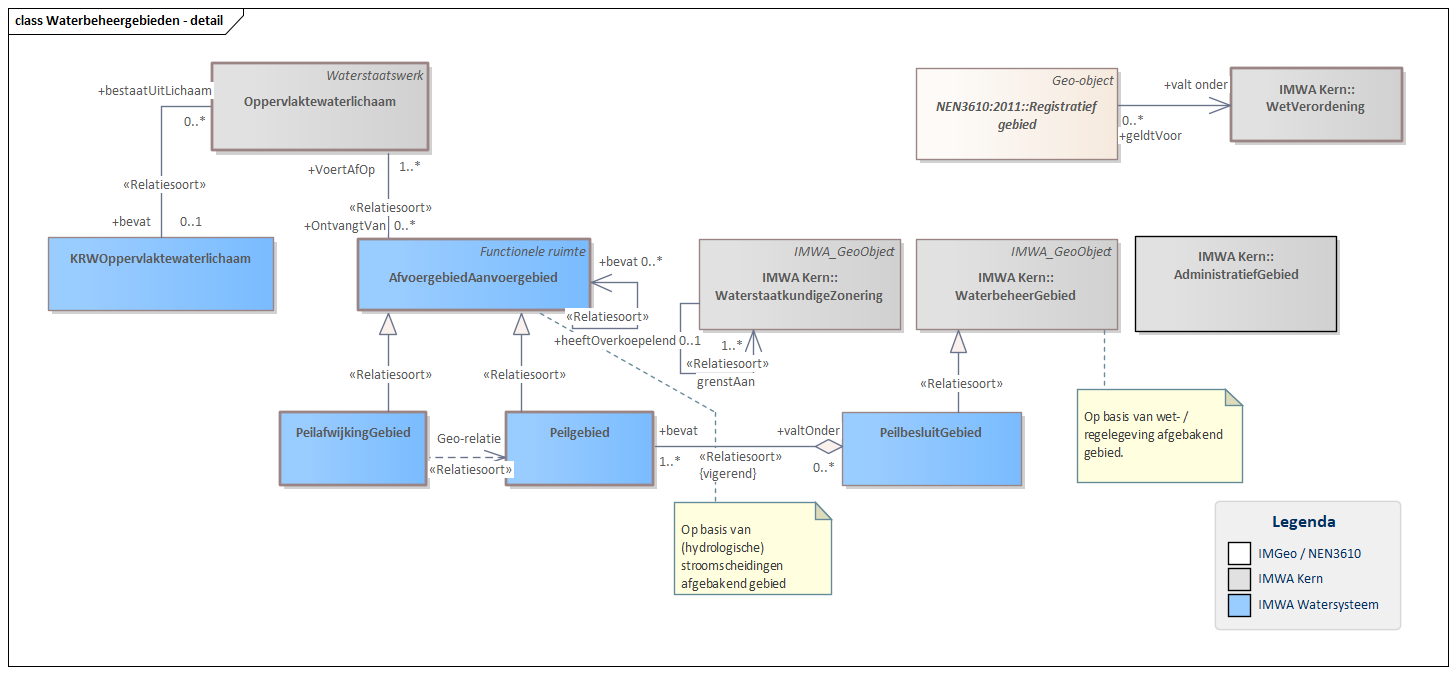 class Waterbeheergebieden - detail
Waterstaatswerk
Oppervlaktewaterlichaam
+bestaatUitLichaam
0..*
«Relatiesoort»
+bevat
0..1
KRWOppervlaktewaterlichaam
+VoertAfOp
1..*
«Relatiesoort»
+OntvangtVan
0..*
Functionele ruimte
AfvoergebiedAanvoergebied
+bevat 0..*
«Relatiesoort»
+heeftOverkoepelend 0..1
Geo-object
NEN3610:2011::Registratief
gebied
+valt onder
0..*
+geldtVoor
IMWA Kern::
WetVerordening
IMWA_GeoObject
IMWA Kern::
WaterstaatkundigeZonering
1..*
«Relatiesoort»
grenstAan
IMWA_GeoObject
IMWA Kern::
WaterbeheerGebied
IMWA Kern::
AdministratiefGebied
«Relatiesoort»
«Relatiesoort»
«Relatiesoort»
PeilafwijkingGebied
Geo-relatie
«Relatiesoort»
Peilgebied
+bevat
1..*
«Relatiesoort»
{vigerend}
+valtOnder
0..*
PeilbesluitGebied
Op basis van wet- /
regelegeving afgebakend
gebied.
Op basis van
(hydrologische)
stroomscheidingen
afgebakend gebied
Legenda
IMGeo / NEN3610
IMWA Kern
IMWA Watersysteem